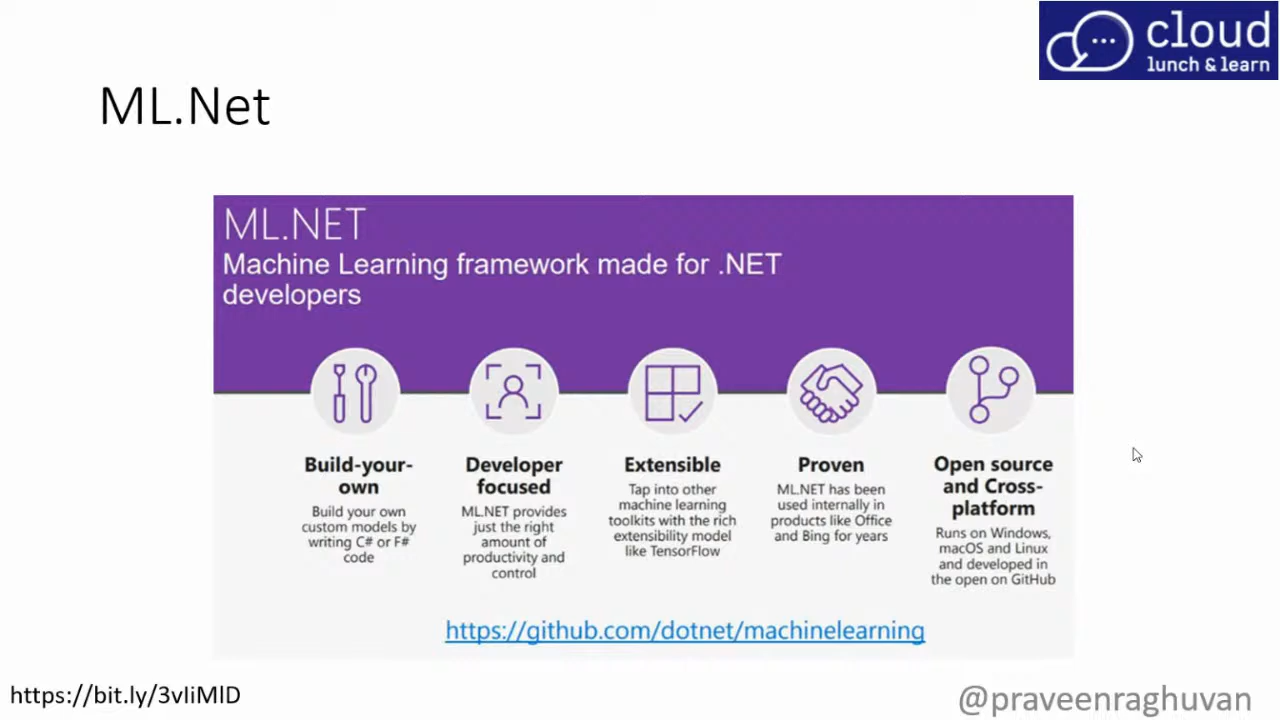 cloud
lunch & learn
ML.Net
ML.NET
Machine Learning framework made for .NET
developers
Build-your-
own
Build your own
custom models by
writing C# or F#
code
Developer
focused
ML.NET provides
just the right
amount of
productivity and
control
Extensible
Tap into other
machine learning
toolkits with the rich
extensibility model
like TensorFlow
Proven
ML.NET has been
used internally in
products like Office
and Bing for years
Open source
and Cross-
platform
Runs on Windows,
macOS and Linux
and developed in
the open on GitHub
https://github.com/dotnet/machinelearning
https://bit.ly/3vIiMlD
@praveenraghuvan